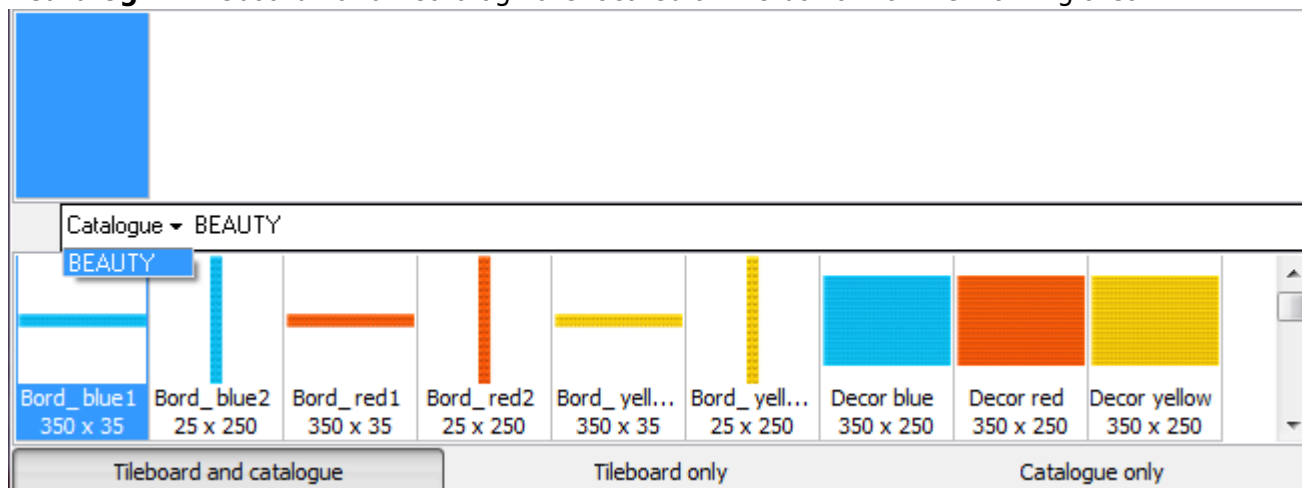 Catalogue BEAUTY
BEAUTY
Bord_blue1 Bord_blue2 Bord_red1 Bord_red2 Bord_yell... Bord_yell... Decor blue Decor red Decor yellow
350 x 35 25 x 250 350 x 35 25 x 250 350 x 35 25 x 250 350 x 250 350 x 250 350 x 250
Tileboard and catalogue Tileboard only Catalogue only